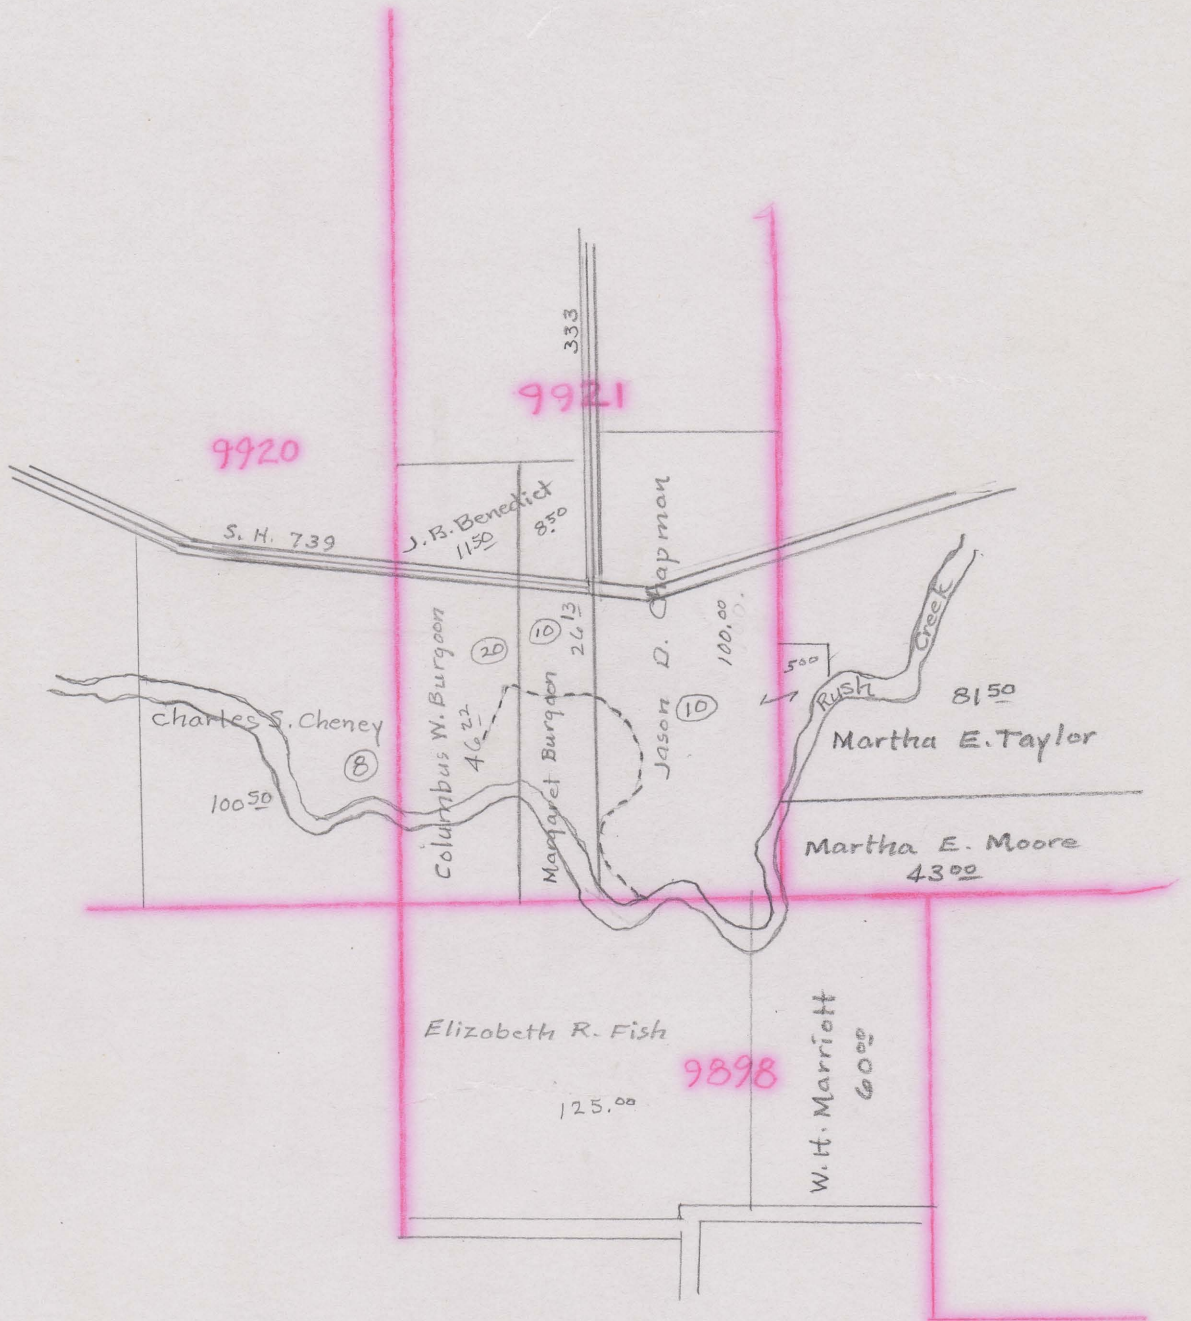 333
9921
9920
S. H. 739
J. B. Benedict
11 50
8 50
Columbus W. Burgoon
46 22
20
Margaret Burgoon
10
26 13
Jason D. Chapman
100.00
10
5 00
Rush Creek
81 50
Martha E. Taylor
Charles S. Cheney
8
100 50
Martha E. Moore
43 00
Elizabeth R. Fish
125.00
9898
W. H. Marriott
60 00